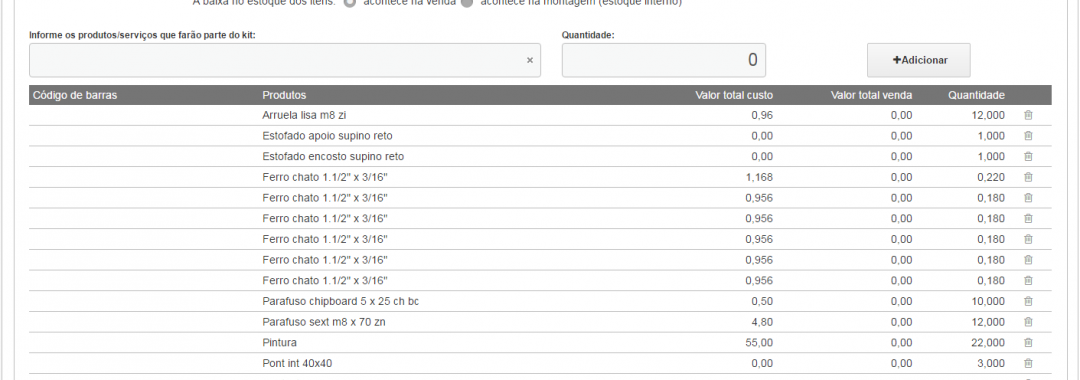 A baixa no estoque dos itens: acontece na venda acontece na montagem (estoque interno)
Informe os produtos/serviços que farão parte do kit: Quantidade:
× 0 +Adicionar
Código de barras Produtos Valor total custo Valor total venda Quantidade
Arruela lisa m8 zi 0,96 0,00 12,000
Estofado apoio supino reto 0,00 0,00 1,000
Estofado encosto supino reto 0,00 0,00 1,000
Ferro chato 1.1/2" x 3/16" 1,168 0,00 0,220
Ferro chato 1.1/2" x 3/16" 0,956 0,00 0,180
Ferro chato 1.1/2" x 3/16" 0,956 0,00 0,180
Ferro chato 1.1/2" x 3/16" 0,956 0,00 0,180
Ferro chato 1.1/2" x 3/16" 0,956 0,00 0,180
Ferro chato 1.1/2" x 3/16" 0,956 0,00 0,180
Parafuso chipboard 5 x 25 ch bc 0,50 0,00 10,000
Parafuso sext m8 x 70 zn 4,80 0,00 12,000
Pintura 55,00 0,00 22,000
Pont int 40x40 0,00 0,00 3,000